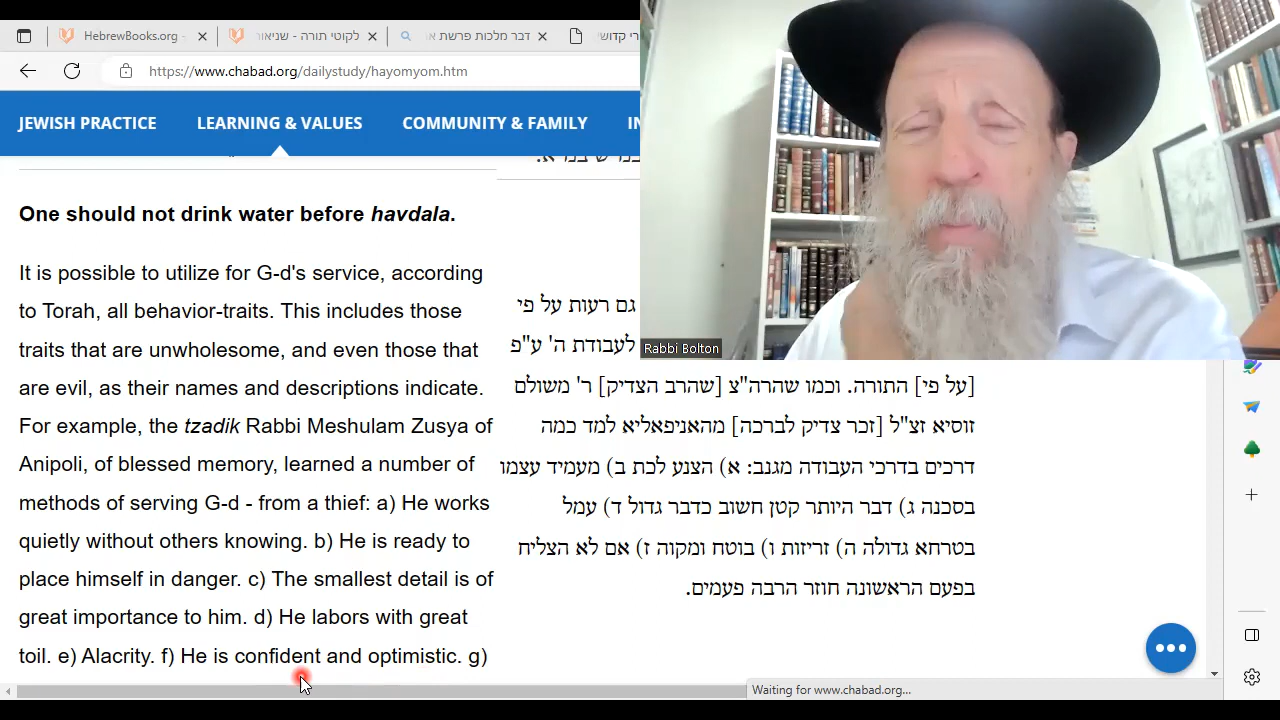 HebrewBooks.org -
לקוטי תורה - שניאור
דבר מלכות פרשת
https://www.chabad.org/dailystudy/hayomyom.htm
JEWISH PRACTICE
LEARNING & VALUES
COMMUNITY & FAMILY
One should not drink water before havdala.
It is possible to utilize for G-d's service, according
to Torah, all behavior-traits. This includes those
traits that are unwholesome, and even those that
are evil, as their names and descriptions indicate.
For example, the tzadik Rabbi Meshulam Zusya of
Anipoli, of blessed memory, learned a number of
methods of serving G-d - from a thief: a) He works
quietly without others knowing. b) He is ready to
place himself in danger. c) The smallest detail is of
great importance to him. d) He labors with great
toil. e) Alacrity. f) He is confident and optimistic. g)
גם רעות על פי
לעבודת ה' ע"פ
[על פי] התורה. וכמו שהרה"צ [שהרב הצדיק] ר' משולם
זוסיא זצ"ל [זכר צדיק לברכה] מהאניפאליא למד כמה
דרכים בדרכי העבודה מגנב: א) הצנע לכת ב) מעמיד עצמו
בסכנה ג) דבר היותר קטן חשוב כדבר גדול ד) עמל
בטרחא גדולה ה) זריזות ו) בוטח ומקוה ז) אם לא הצליח
בפעם הראשונה חוזר הרבה פעמים.
Rabbi Bolton
Waiting for www.chabad.org...